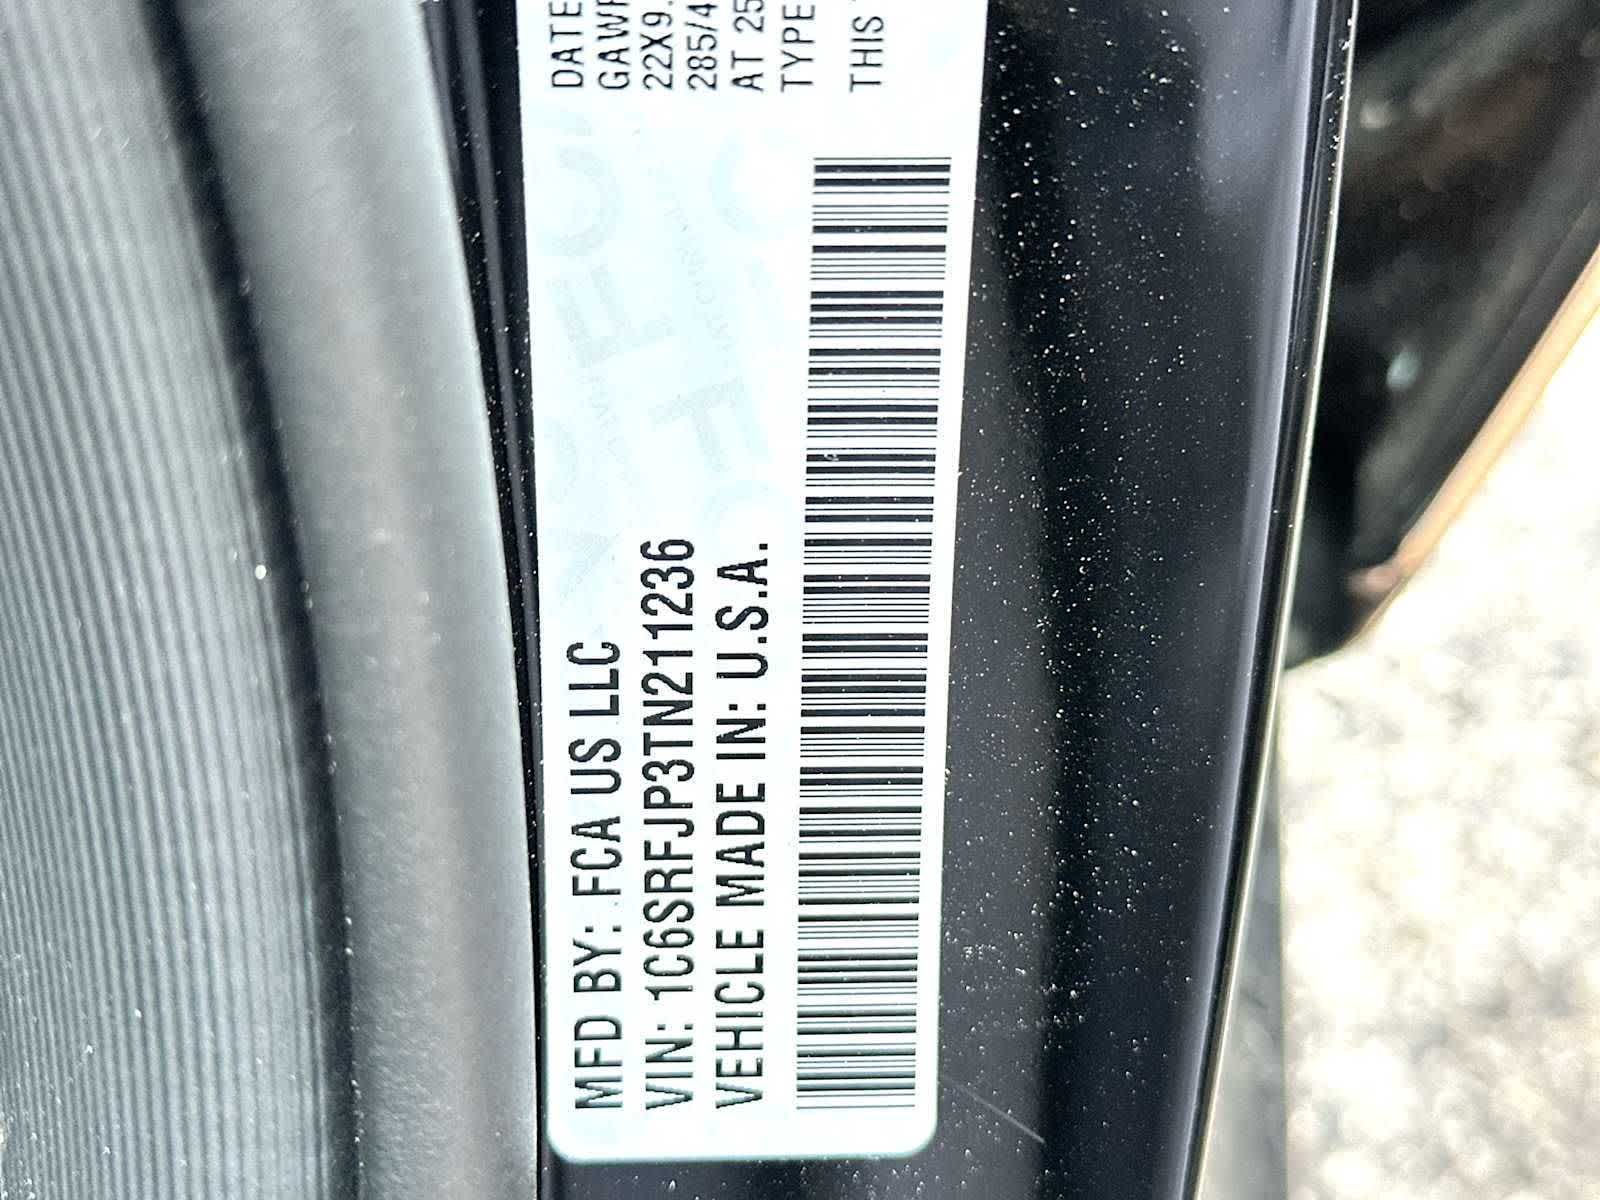 MFD BY: FCA US LLC
VIN: 1C6SRFJP3TN211236
VEHICLE MADE IN: U.S.A.
DATE
GAWR
22X9.
285/4
AT 25
TYPE
THIS